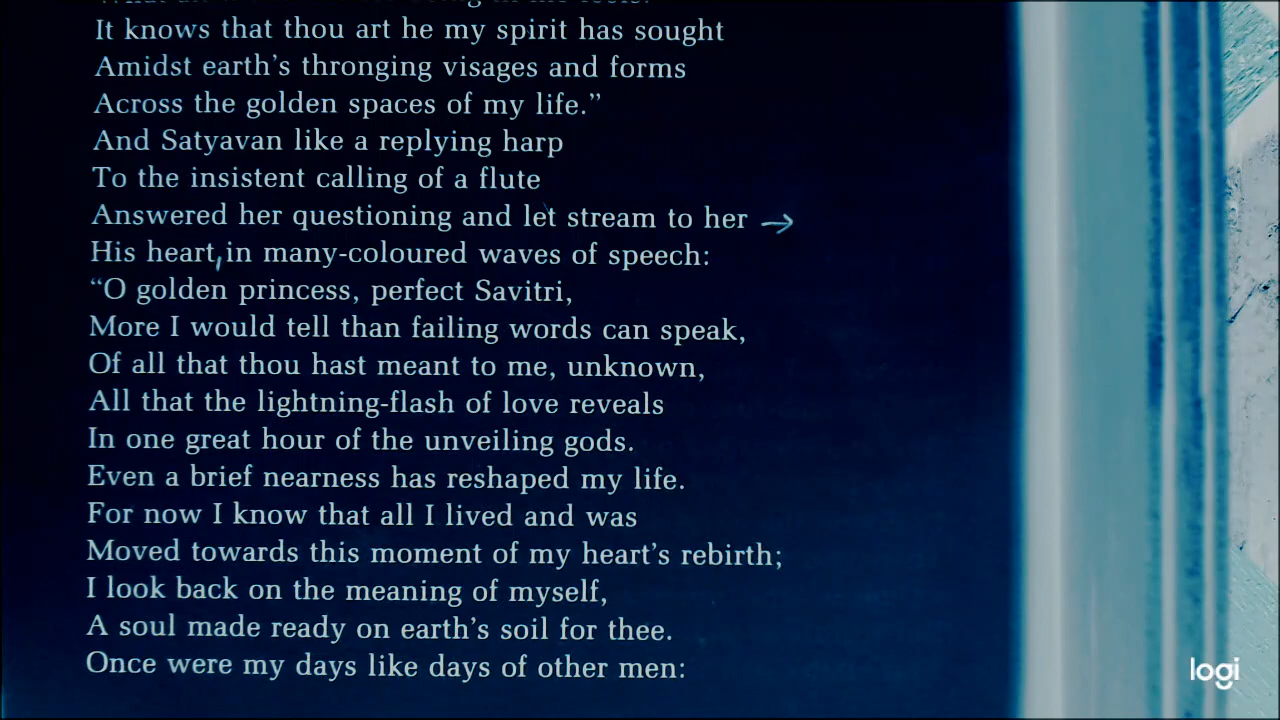 It knows that thou art he my spirit has sought
Amidst earth's thronging visages and forms
Across the golden spaces of my life.”
And Satyavan like a replying harp
To the insistent calling of a flute
Answered her questioning and let stream to her →
His heart, in many-coloured waves of speech:
“O golden princess, perfect Savitri,
More I would tell than failing words can speak,
Of all that thou hast meant to me, unknown,
All that the lightning-flash of love reveals
In one great hour of the unveiling gods.
Even a brief nearness has reshaped my life.
For now I know that all I lived and was
Moved towards this moment of my heart's rebirth;
I look back on the meaning of myself,
A soul made ready on earth's soil for thee.
Once were my days like days of other men:
logi